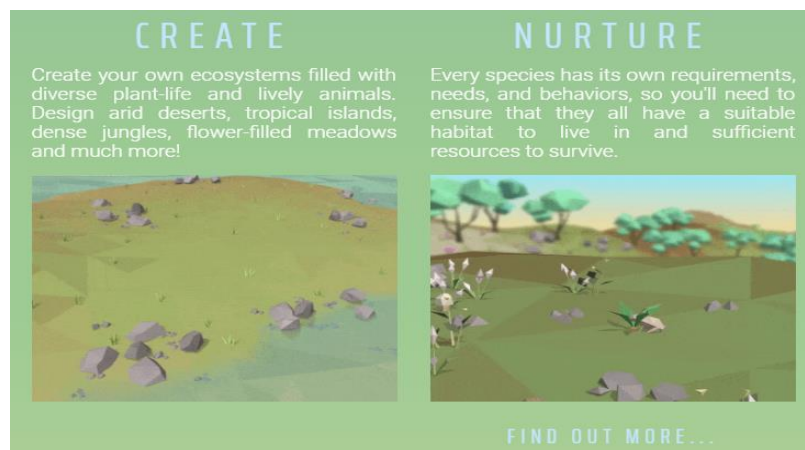 CREATE
Create your own ecosystems filled with
diverse plant-life and lively animals.
Design arid deserts, tropical islands,
dense jungles, flower-filled meadows
and much more!
NURTURE
Every species has its own requirements,
needs, and behaviors, so you'll need to
ensure that they all have a suitable
habitat to live in and sufficient
resources to survive.
FIND OUT MORE...